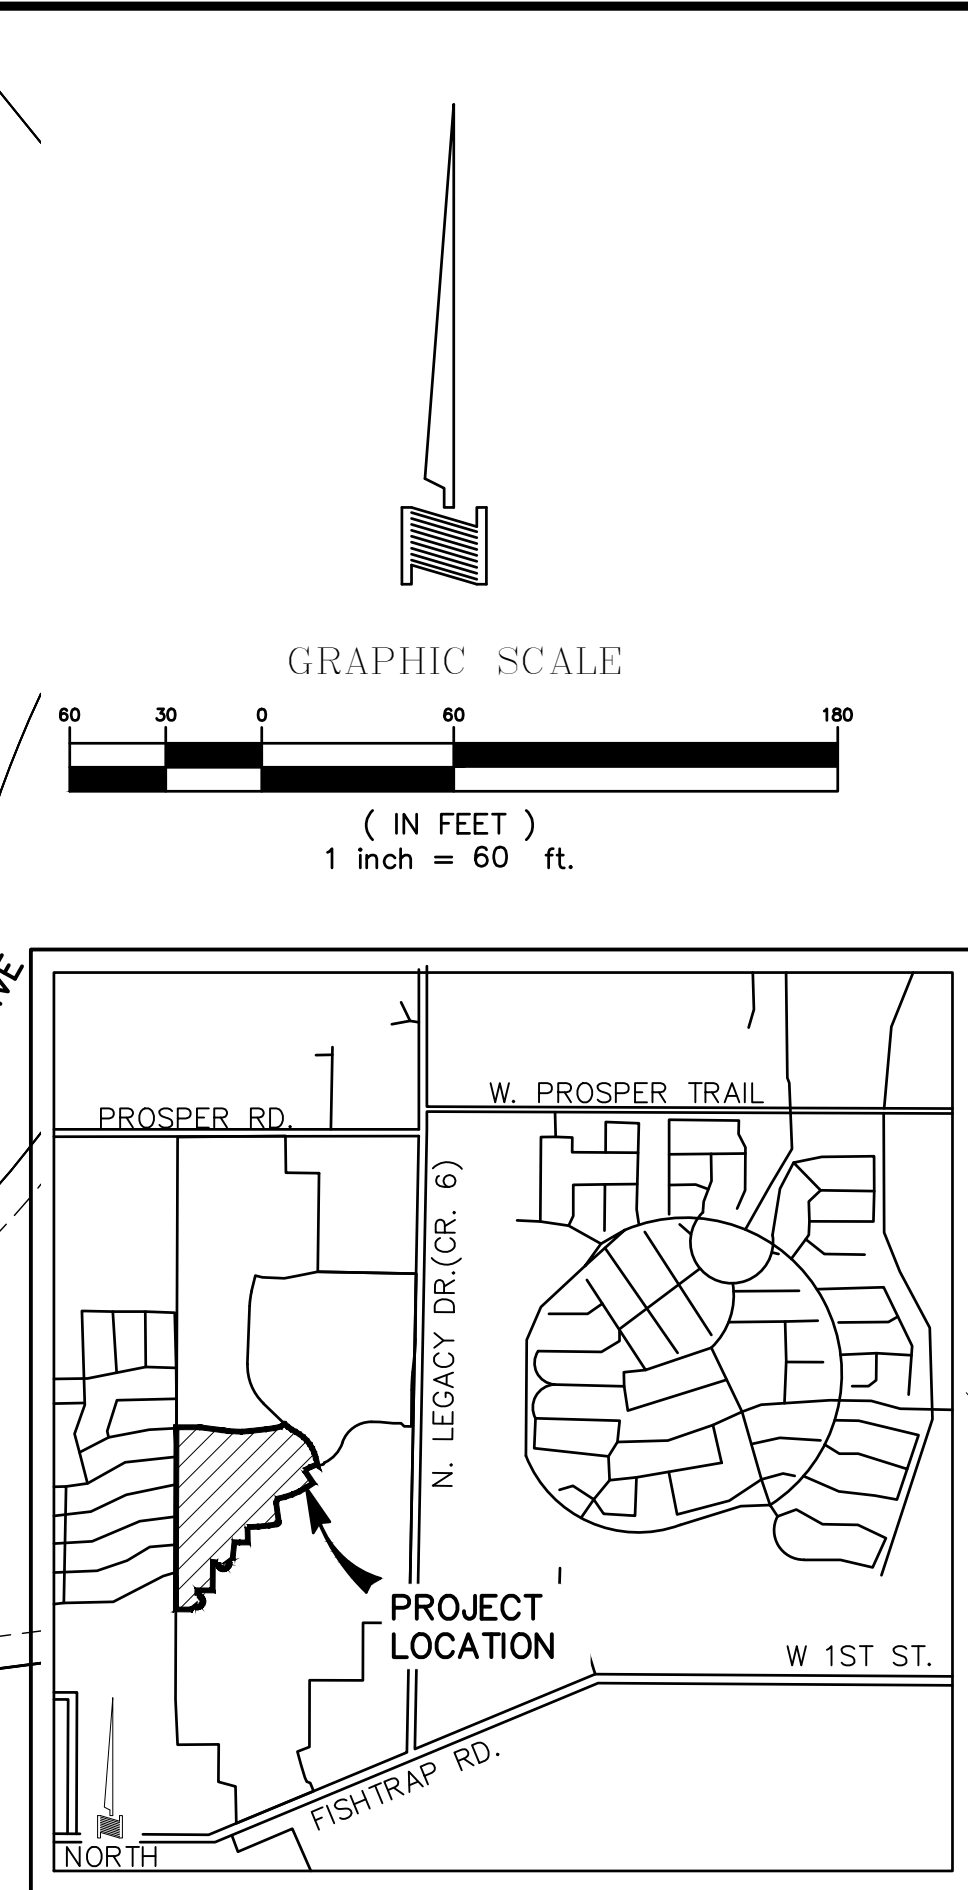 GRAPHIC SCALE
60 30 0 60 180
( IN FEET )
1 inch = 60 ft.
VE
W. PROSPER TRAIL
PROSPER RD.
N. LEGACY DR.(CR. 6)
PROJECT
LOCATION
W 1ST ST.
FISHTRAP RD.
NORTH